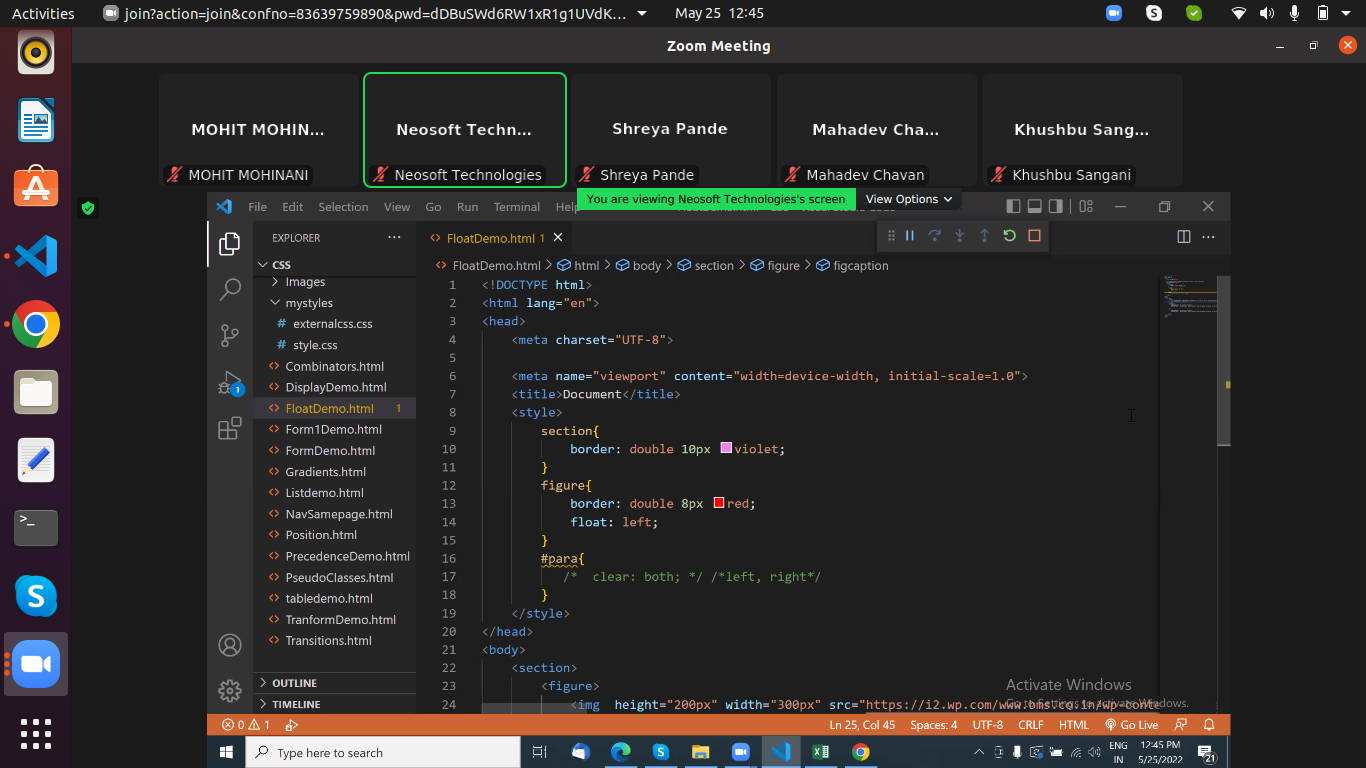 Activities
join?action=join&confno=83639759890&pwd=dDBuSWd6RW1xR1g1UVdK…
May 25 12:45
Zoom Meeting
MOHIT MOHIN...
Neosoft Techn...
Shreya Pande
Mahadev Cha...
Khushbu Sang...
MOHIT MOHINANI
Neosoft Technologies
Shreya Pande
Mahadev Chavan
Khushbu Sangani
You are viewing Neosoft Technologies's screen
View Options
File Edit Selection View Go Run Terminal Help
EXPLORER
CSS
Images
mystyles
# externalcss.css
# style.css
Combinators.html
DisplayDemo.html
FloatDemo.html 1
Form1Demo.html
FormDemo.html
Gradients.html
Listdemo.html
NavSamepage.html
Position.html
PrecedenceDemo.html
PseudoClasses.html
tabledemo.html
TranformDemo.html
Transitions.html
OUTLINE
TIMELINE
FloatDemo.html 1
FloatDemo.html > html > body > section > figure > figcaption
1 <!DOCTYPE html>
2 <html lang="en">
3 <head>
4 <meta charset="UTF-8">
5
6 <meta name="viewport" content="width=device-width, initial-scale=1.0">
7 <title>Document</title>
8 <style>
9 section{
10 border: double 10px violet;
11 }
12 figure{
13 border: double 8px red;
14 float: left;
15 }
16 #para{
17 /* clear: both; */ /*left, right*/
18 }
19 </style>
20 </head>
21 <body>
22 <section>
23 <figure>
24 <img height="200px" width="300px" src="https://i2.wp.com/www.oms.co.in/wp-conte
Activate Windows
Go to Settings to activate Windows.
0 1
Ln 25, Col 45 Spaces: 4 UTF-8 CRLF HTML Go Live
Type here to search
1
ENG
IN
12:45 PM
5/25/2022
21